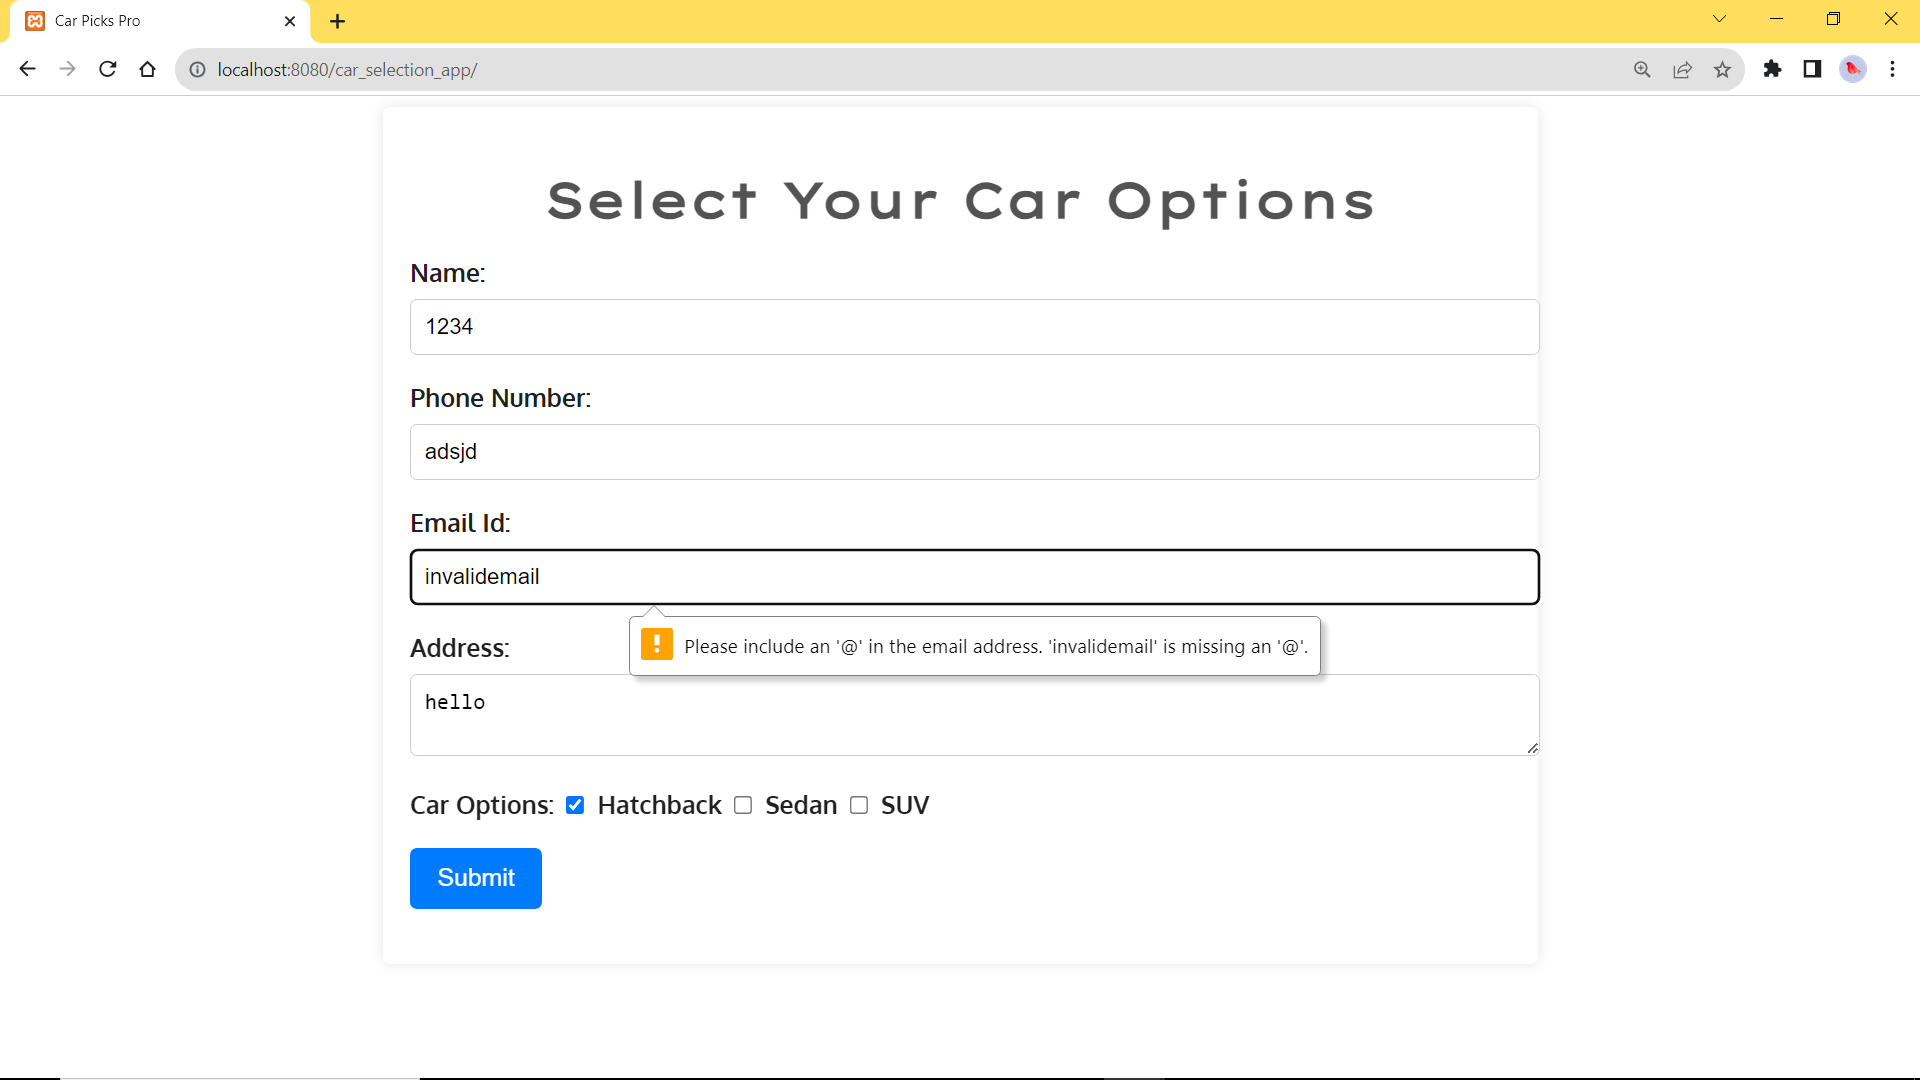 Car Picks Pro
localhost:8080/car_selection_app/
Select Your Car Options
Name:
1234
Phone Number:
adsjd
Email Id:
invalidemail
Please include an '@' in the email address. 'invalidemail' is missing an '@'.
Address:
hello
Car Options: Hatchback Sedan SUV
Submit